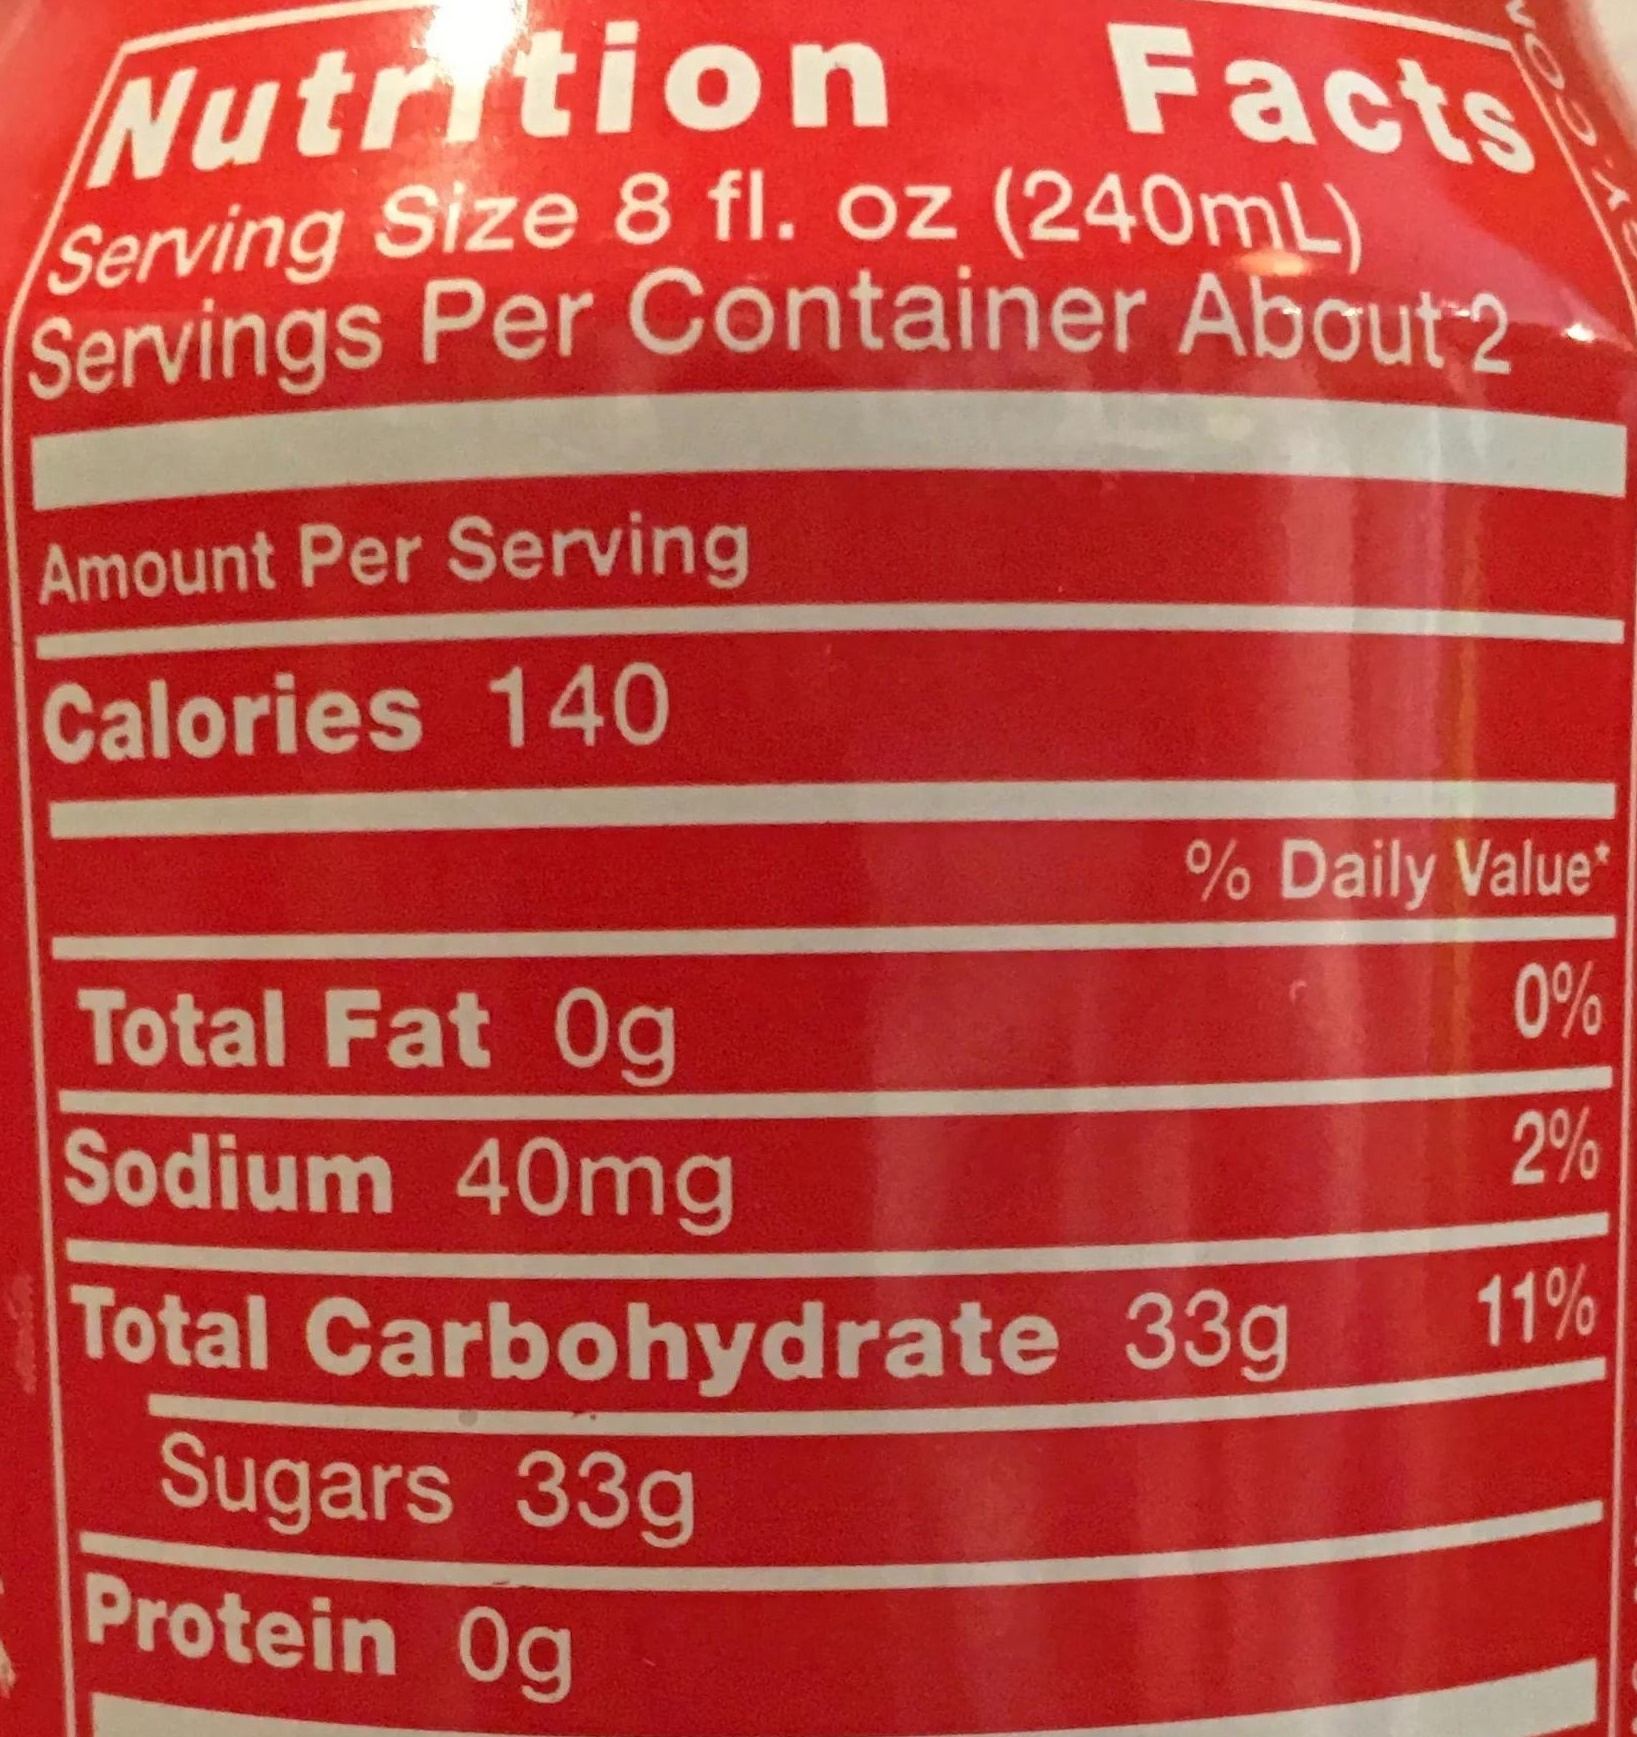 Nutrition Facts
Serving Size 8 fl. oz (240mL)
Servings Per Container About 2
Amount Per Serving
Calories 140
% Daily Value*
Total Fat 0g 0%
Sodium 40mg 2%
Total Carbohydrate 33g 11%
Sugars 33g
Protein 0g